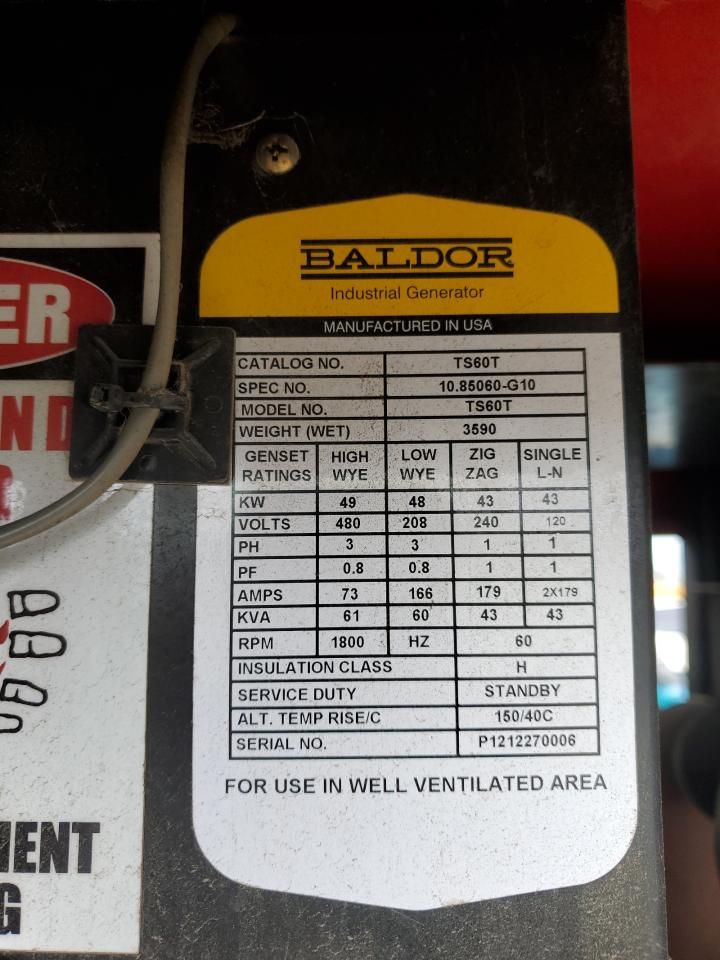 BALDOR
Industrial Generator
MANUFACTURED IN USA
CATALOG NO. TS60T
SPEC NO. 10.85060-G10
MODEL NO. TS60T
WEIGHT (WET) 3590
GENSET RATINGS HIGH WYE LOW WYE ZIG ZAG SINGLE L-N
KW 49 48 43 43
VOLTS 480 208 240 120
PH 3 3 1 1
PF 0.8 0.8 1 1
AMPS 73 166 179 2X179
KVA 61 60 43 43
RPM 1800 HZ 60
INSULATION CLASS H
SERVICE DUTY STANDBY
ALT. TEMP RISE/C 150/40C
SERIAL NO. P1212270006
FOR USE IN WELL VENTILATED AREA
ER
ND
MENT
G